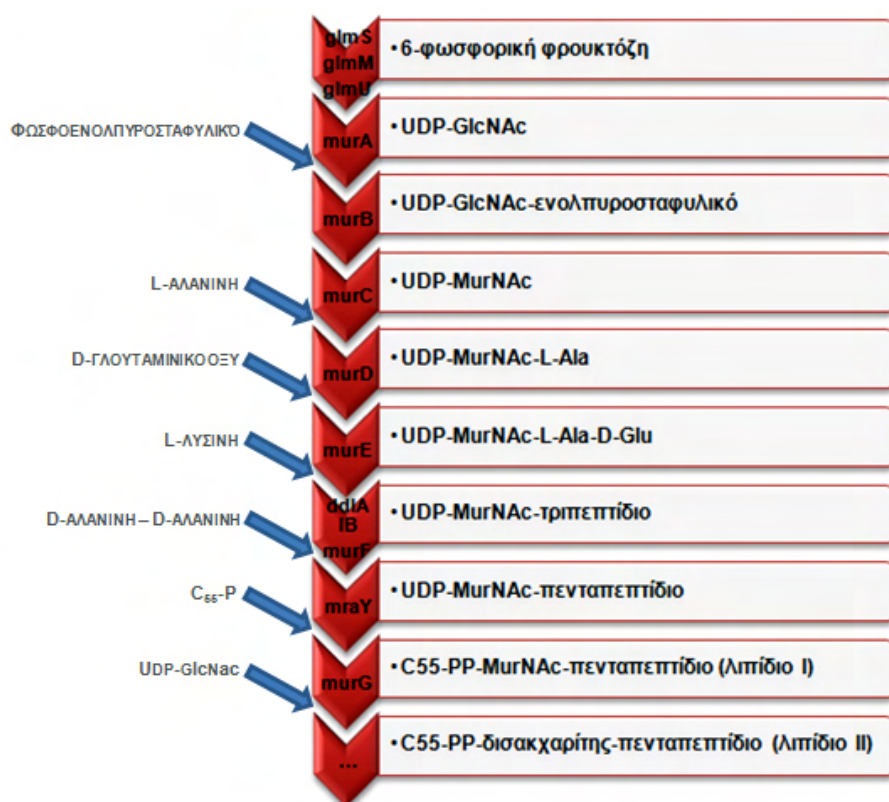 glmS
glmM
glmU
• 6-φωσφορική φρουκτόζη
ΦΩΣΦΟΕΝΟΛΠΥΡΟΣΤΑΦΥΛΙΚΌ
murA
• UDP-GlcNAc
murB
• UDP-GlcNAc-ενολπυροσταφυλικό
L-ΑΛΑΝΙΝΗ
murC
• UDP-MurNAc
D-ΓΛΟΥΤΑΜΙΝΙΚΟ ΟΞΥ
murD
• UDP-MurNAc-L-Ala
L-ΛΥΣΙΝΗ
murE
• UDP-MurNAc-L-Ala-D-Glu
D-ΑΛΑΝΙΝΗ – D-ΑΛΑΝΙΝΗ
ddlA
lB
murF
• UDP-MurNAc-τριπεπτίδιο
C₅₅-P
mraY
• UDP-MurNAc-πενταπεπτίδιο
UDP-GlcNac
murG
• C55-PP-MurNAc-πενταπεπτίδιο (λιπίδιο I)
...
• C55-PP-δισακχαρίτης-πενταπεπτίδιο (λιπίδιο II)